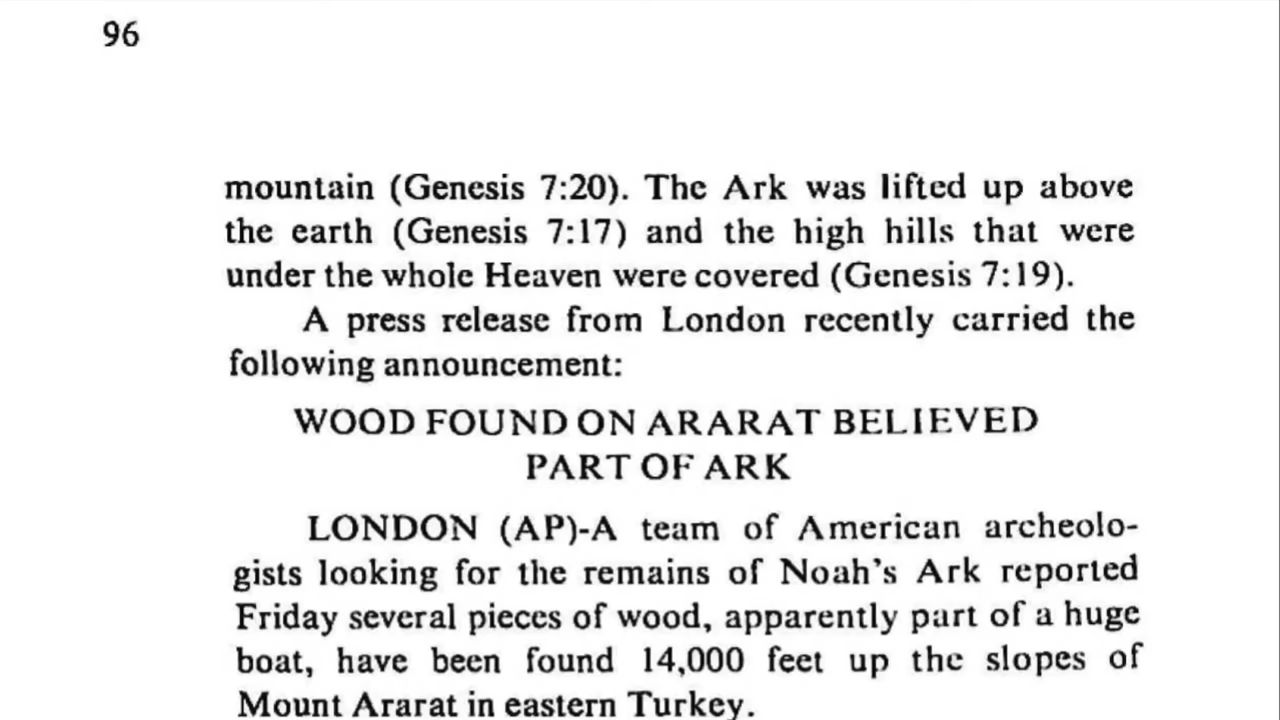 96
mountain (Genesis 7:20). The Ark was lifted up above
the earth (Genesis 7:17) and the high hills that were
under the whole Heaven were covered (Genesis 7:19).
A press release from London recently carried the
following announcement:
WOOD FOUND ON ARARAT BELIEVED
PART OF ARK
LONDON (AP)-A team of American archeolo-
gists looking for the remains of Noah's Ark reported
Friday several pieces of wood, apparently part of a huge
boat, have been found 14,000 feet up the slopes of
Mount Ararat in eastern Turkey.